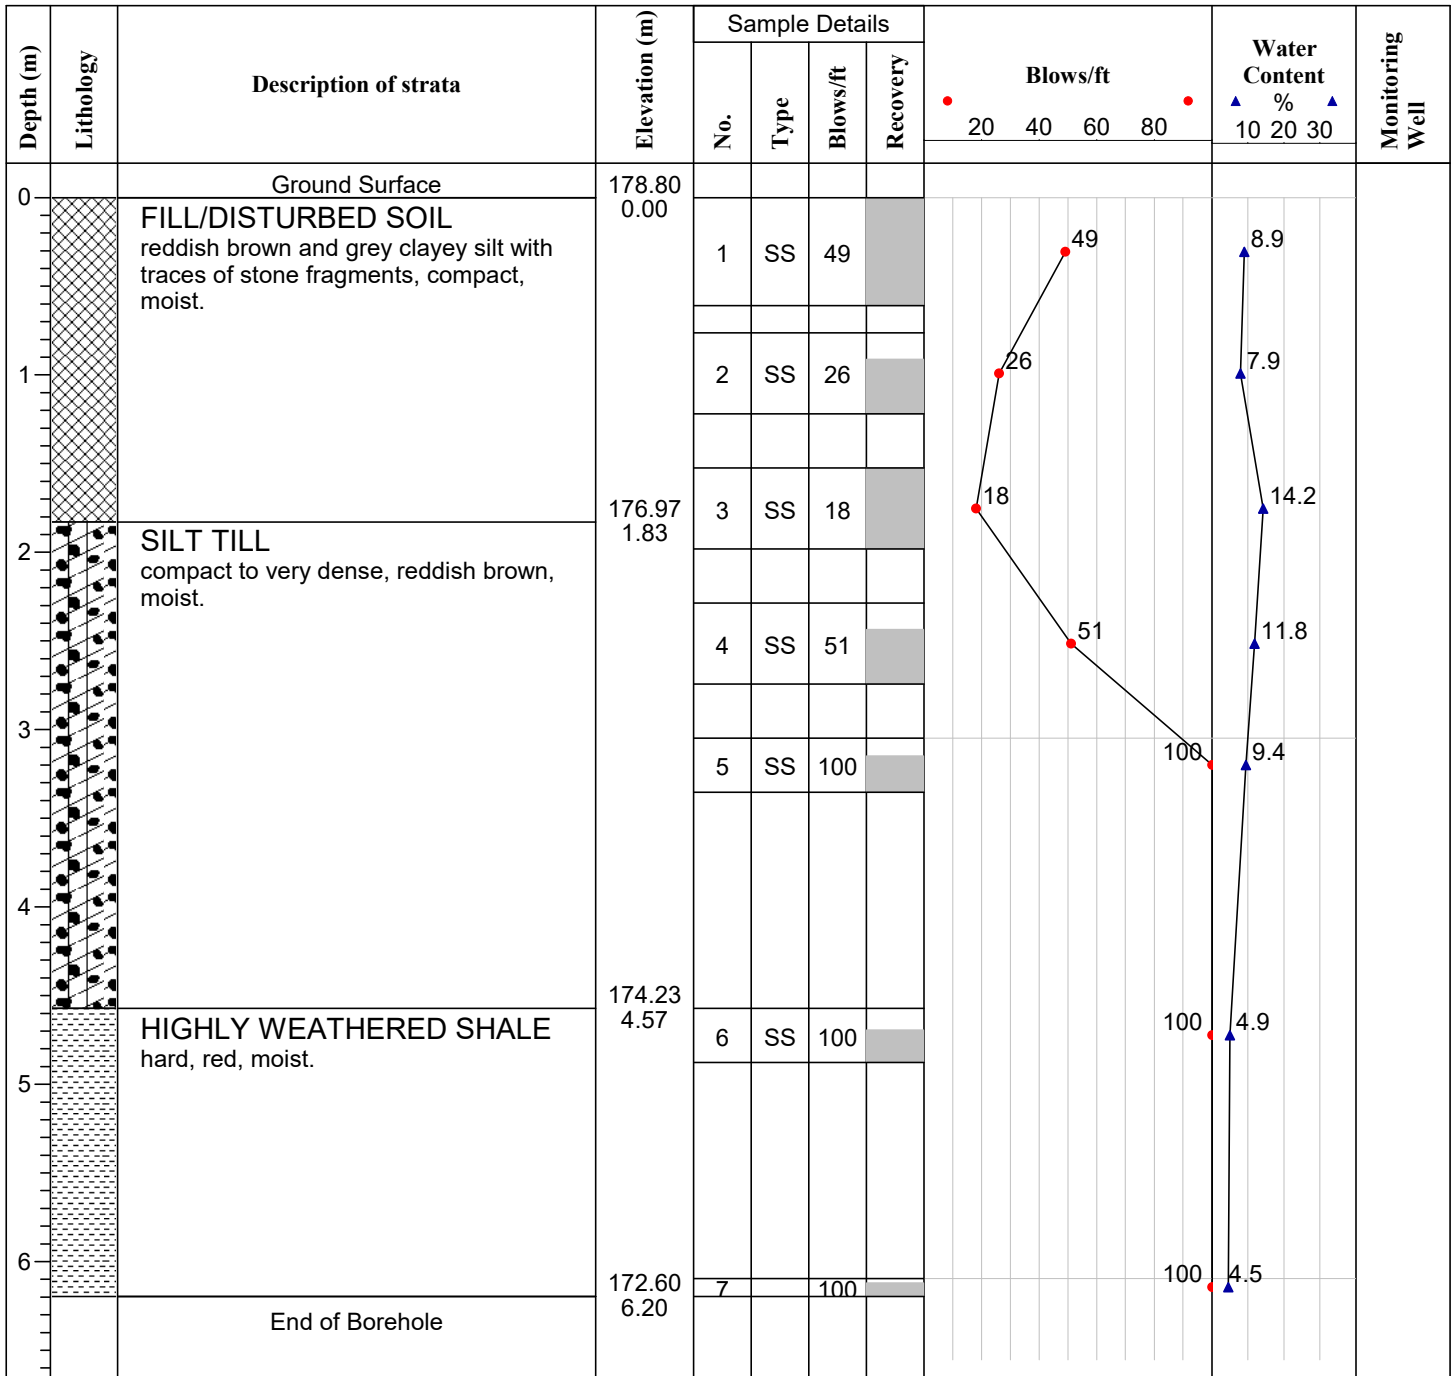 Depth (m)
Lithology
Description of strata
Elevation (m)
Sample Details
No.
Type
Blows/ft
Recovery
Blows/ft
20 40 60 80
Water
Content
%
10 20 30
Monitoring
Well
Ground Surface
178.80
0
0.00
FILL/DISTURBED SOIL
reddish brown and grey clayey silt with
traces of stone fragments, compact,
moist.
1 SS 49
49
8.9
1
2 SS 26
26
7.9
176.97
1.83
3 SS 18
18
14.2
2
SILT TILL
compact to very dense, reddish brown,
moist.
4 SS 51
51
11.8
3
5 SS 100
100
9.4
4
174.23
4.57
HIGHLY WEATHERED SHALE
hard, red, moist.
6 SS 100
100
4.9
5
6
172.60
6.20
7 100
100
4.5
End of Borehole